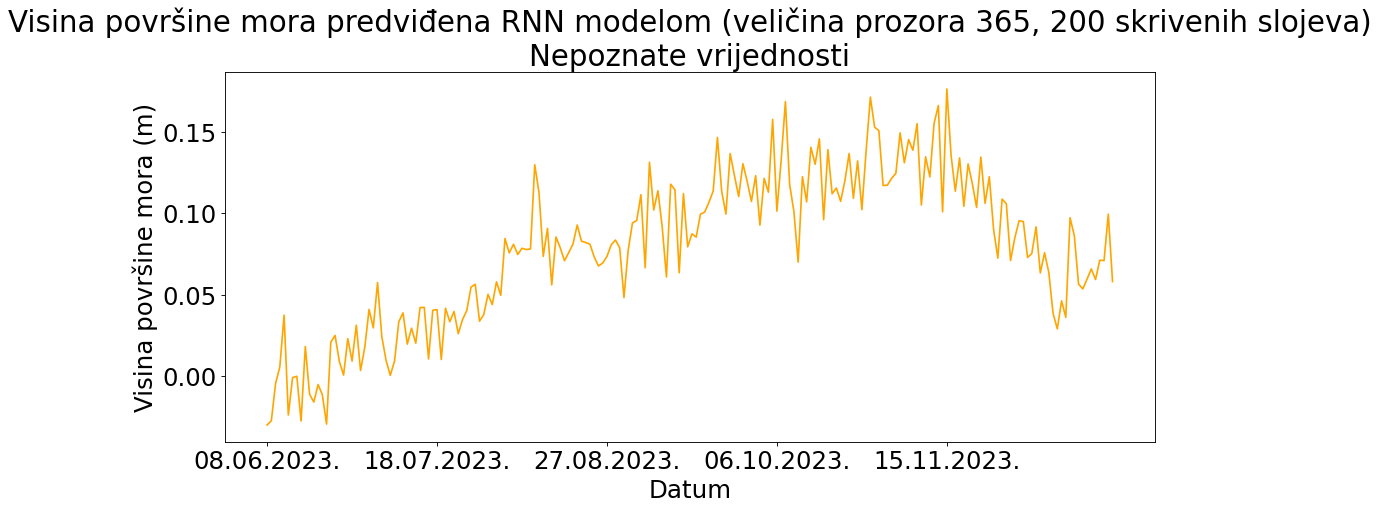 Visina površine mora predviđena RNN modelom (veličina prozora 365, 200 skrivenih slojeva)
Nepoznate vrijednosti
Visina površine mora (m)
0.15
0.10
0.05
0.00
08.06.2023. 18.07.2023. 27.08.2023. 06.10.2023. 15.11.2023.
Datum